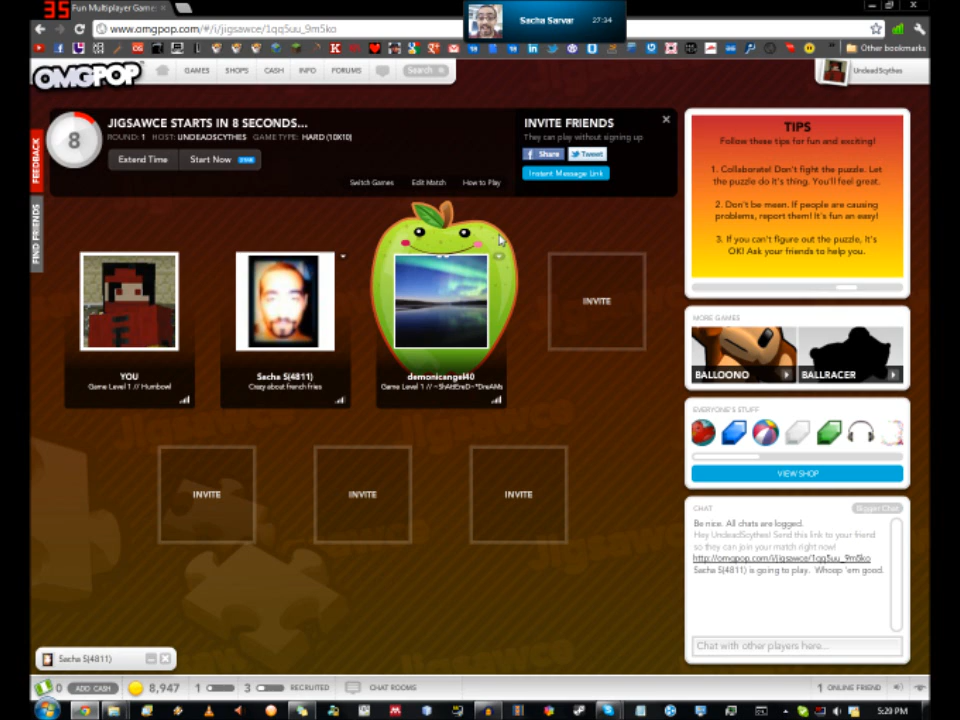 35 Fun Multiplayer Game
Sacha Sarvar 27:34
www.omgpop.com/#/i/jigsawce/1qq5uu_9m5ko
Other bookmarks
OMGPOP
GAMES SHOPS CASH INFO FORUMS Search
UndeadScythes
8
JIGSAWCE STARTS IN 8 SECONDS...
ROUND: 1 HOST: UNDEADSCYTHES GAME TYPE: HARD (10X10)
Extend Time Start Now
Switch Games Edit Match How to Play
INVITE FRIENDS
They can play without signing up
Share Tweet
Instant Message Link
FEEDBACK
FIND FRIENDS
TIPS
Follow these tips for fun and exciting!
1. Collaborate! Don't fight the puzzle. Let
the puzzle do it's thing. You'll feel great.
2. Don't be mean. If people are causing
problems, report them! It's fun an easy!
3. If you can't figure out the puzzle, It's
OK! Ask your friends to help you.
INVITE
YOU
Game Level 1 // Humbowl
Sacha S(4811)
Crazy about french fries
demonicangel40
Game Level 1 // ~ShAttEreD~*DreAMs
INVITE INVITE INVITE
MORE GAMES
BALLOONO BALLRACER
EVERYONE'S STUFF
VIEW SHOP
CHAT Bigger Chat
Be nice. All chats are logged.
Hey UndeadScythes! Send this link to your friend
so they can join your match right now!
http://omgpop.com/i/jigsawce/1qq5uu_9m5ko
Sacha S(4811) is going to play. Whoop 'em good.
Chat with other players here...
Sacha S(4811)
0 ADD CASH 8,947 1 3 RECRUITED CHAT ROOMS 1 ONLINE FRIEND
5:29 PM